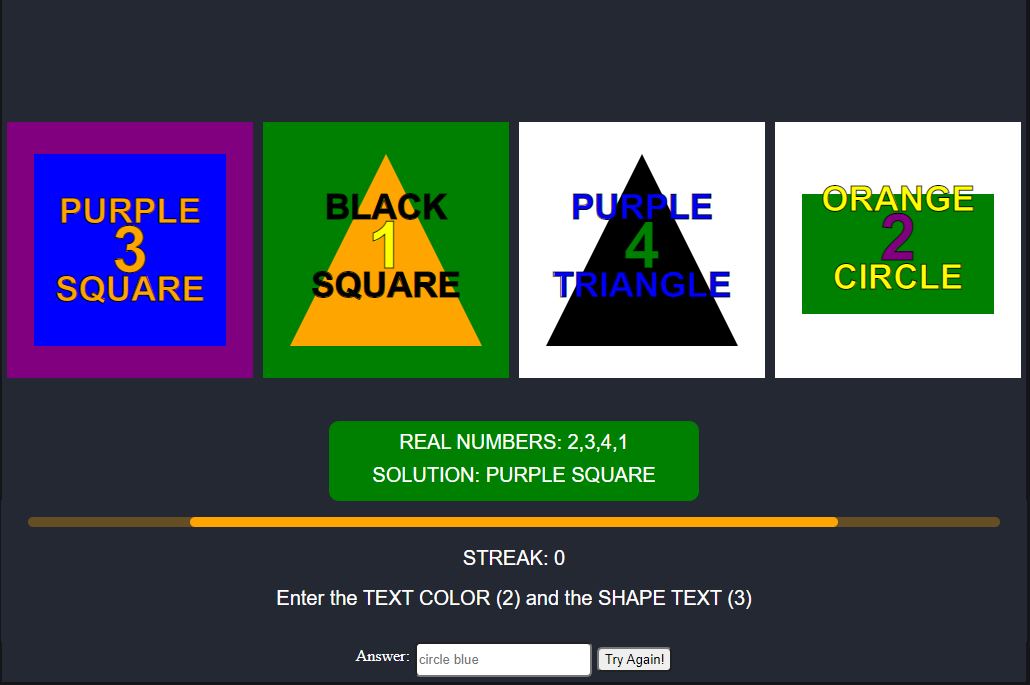 PURPLE
3
SQUARE
BLACK
1
SQUARE
PURPLE
4
TRIANGLE
ORANGE
2
CIRCLE
REAL NUMBERS: 2,3,4,1
SOLUTION: PURPLE SQUARE
STREAK: 0
Enter the TEXT COLOR (2) and the SHAPE TEXT (3)
Answer: circle blue Try Again!